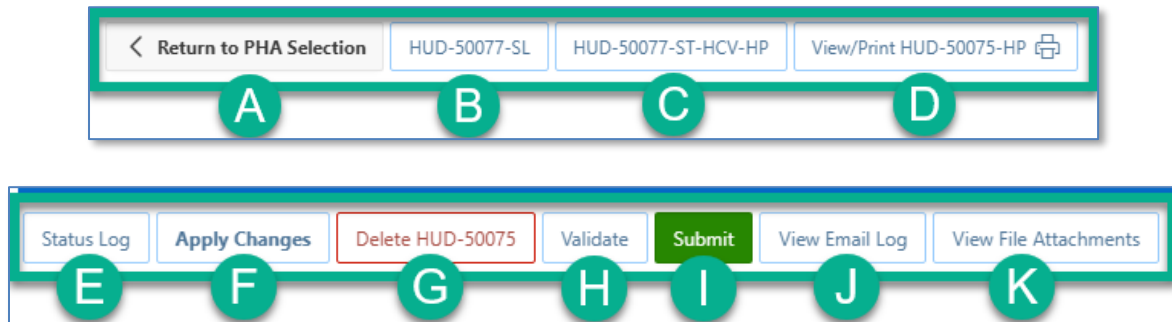 Return to PHA Selection HUD-50077-SL HUD-50077-ST-HCV-HP View/Print HUD-50075-HP
A B C D
Status Log Apply Changes Delete HUD-50075 Validate Submit View Email Log View File Attachments
E F G H I J K